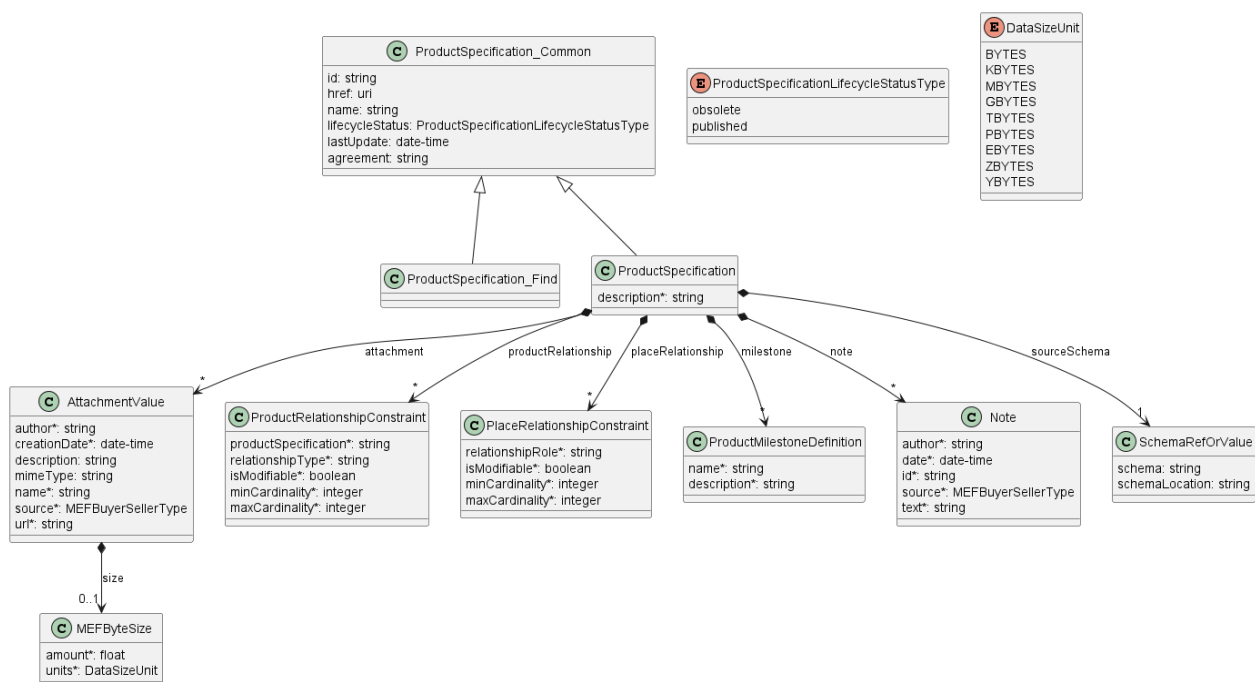 C ProductSpecification_Common
id: string
href: uri
name: string
lifecycleStatus: ProductSpecificationLifecycleStatusType
lastUpdate: date-time
agreement: string
E ProductSpecificationLifecycleStatusType
obsolete
published
E DataSizeUnit
BYTES
KBYTES
MBYTES
GBYTES
TBYTES
PBYTES
EBYTES
ZBYTES
YBYTES
C ProductSpecification_Find
C ProductSpecification
description*: string
attachment
productRelationship
placeRelationship
milestone
note
sourceSchema
*
*
*
*
*
1
C AttachmentValue
author*: string
creationDate*: date-time
description: string
mimeType: string
name*: string
source*: MEFBuyerSellerType
url*: string
C ProductRelationshipConstraint
productSpecification*: string
relationshipType*: string
isModifiable*: boolean
minCardinality*: integer
maxCardinality*: integer
C PlaceRelationshipConstraint
relationshipRole*: string
isModifiable*: boolean
minCardinality*: integer
maxCardinality*: integer
C ProductMilestoneDefinition
name*: string
description*: string
C Note
author*: string
date*: date-time
id*: string
source*: MEFBuyerSellerType
text*: string
C SchemaRefOrValue
schema: string
schemaLocation: string
size
0..1
C MEFByteSize
amount*: float
units*: DataSizeUnit